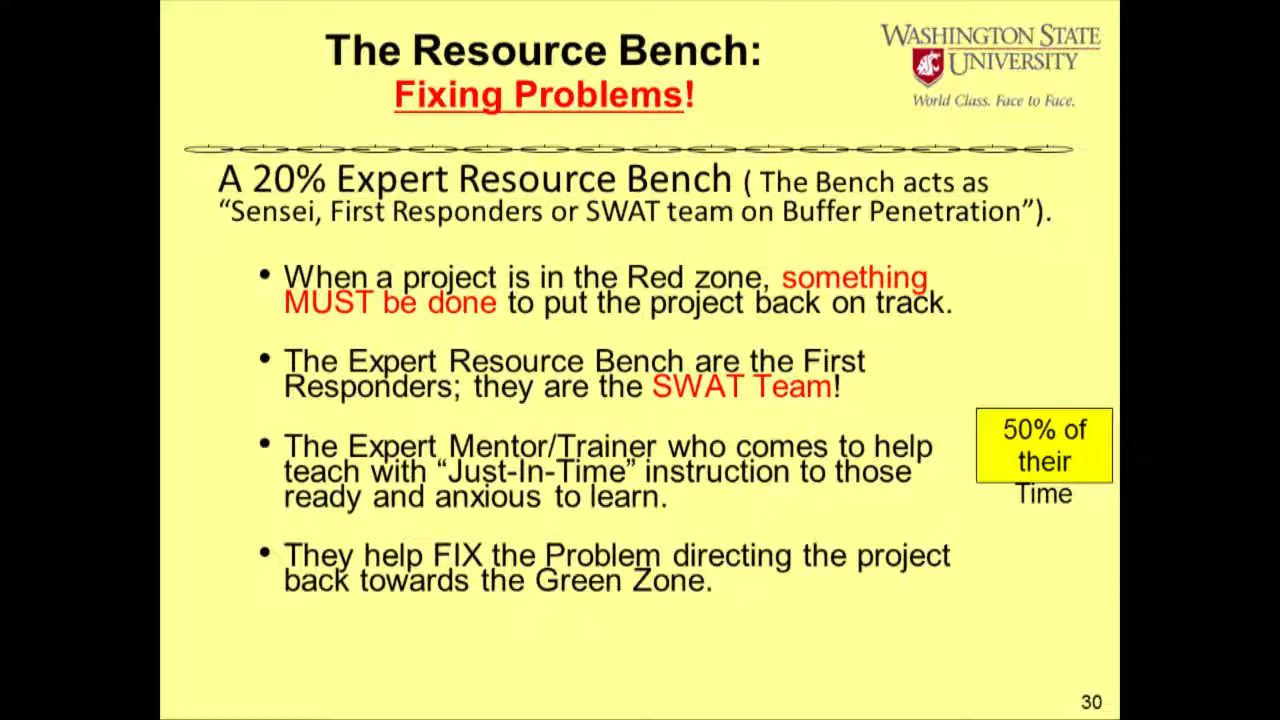 The Resource Bench:
Fixing Problems!
WASHINGTON STATE
UNIVERSITY
World Class. Face to Face.
A 20% Expert Resource Bench ( The Bench acts as
“Sensei, First Responders or SWAT team on Buffer Penetration”).
• When a project is in the Red zone, something
MUST be done to put the project back on track.
• The Expert Resource Bench are the First
Responders; they are the SWAT Team!
• The Expert Mentor/Trainer who comes to help
teach with “Just-In-Time” instruction to those
ready and anxious to learn.
50% of
their
Time
• They help FIX the Problem directing the project
back towards the Green Zone.
30